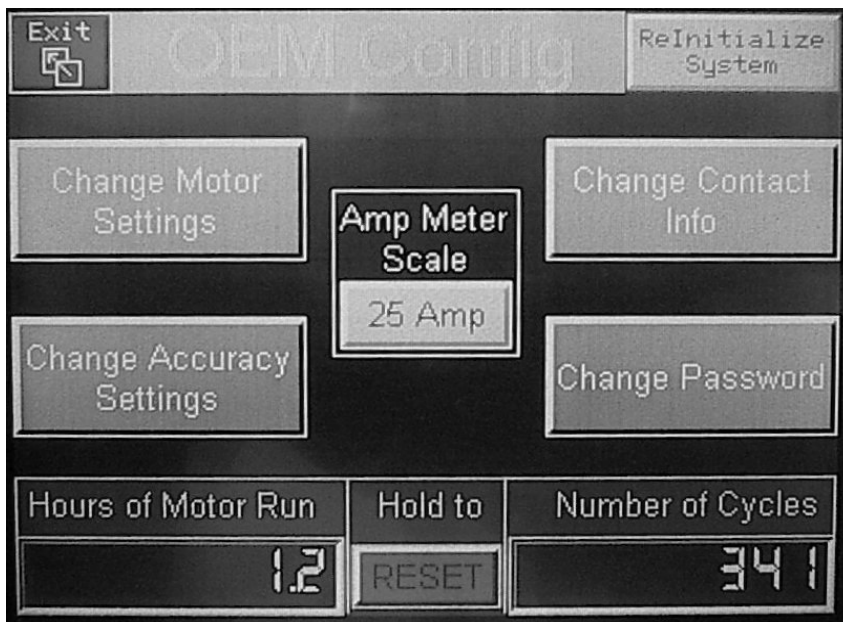 Exit
OEM Config
ReInitialize
System
Change Motor
Settings
Amp Meter
Scale
25 Amp
Change Contact
Info
Change Accuracy
Settings
Change Password
Hours of Motor Run
1.2
Hold to
RESET
Number of Cycles
341